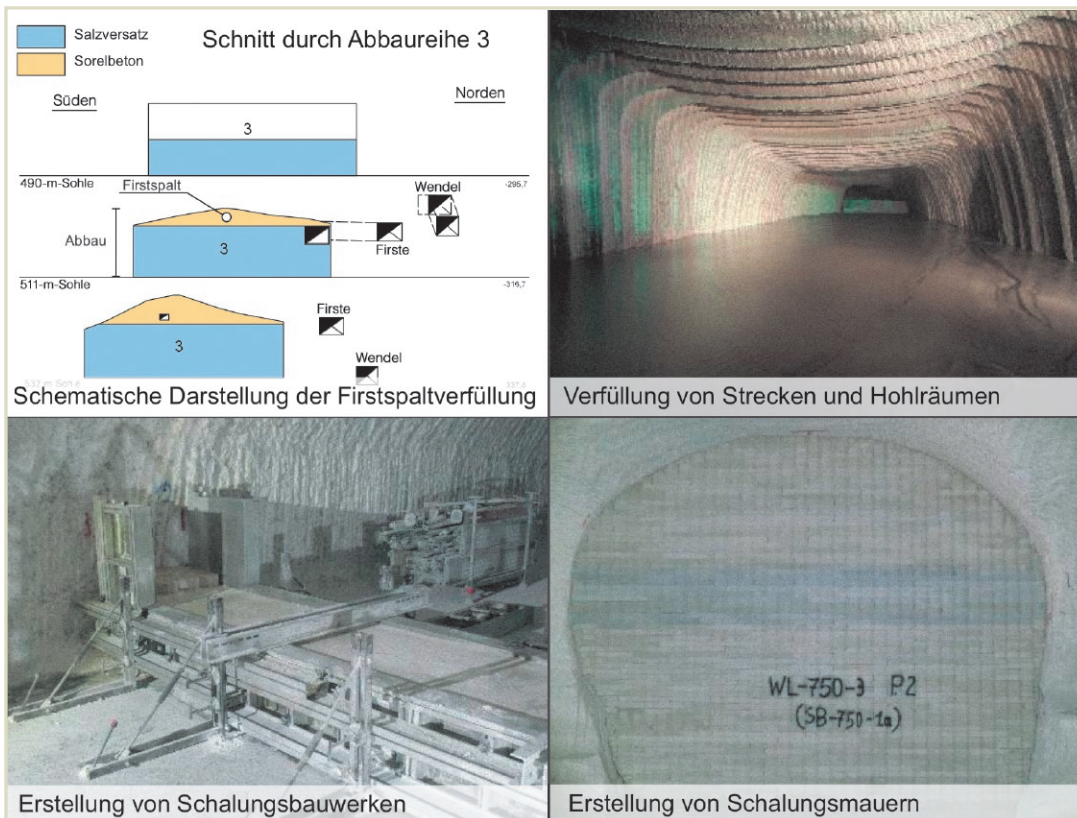 Salzversatz
Sorelbeton
Schnitt durch Abbaureihe 3
Süden
Norden
3
490-m-Sohle
-295,7
Firstspalt
Wendel
Abbau
3
Firste
511-m-Sohle
-316,7
Firste
3
Wendel
Schematische Darstellung der Firstspaltverfüllung
Verfüllung von Strecken und Hohlräumen
WL-750-3 P2
(SB-750-1a)
Erstellung von Schalungsbauwerken
Erstellung von Schalungsmauern